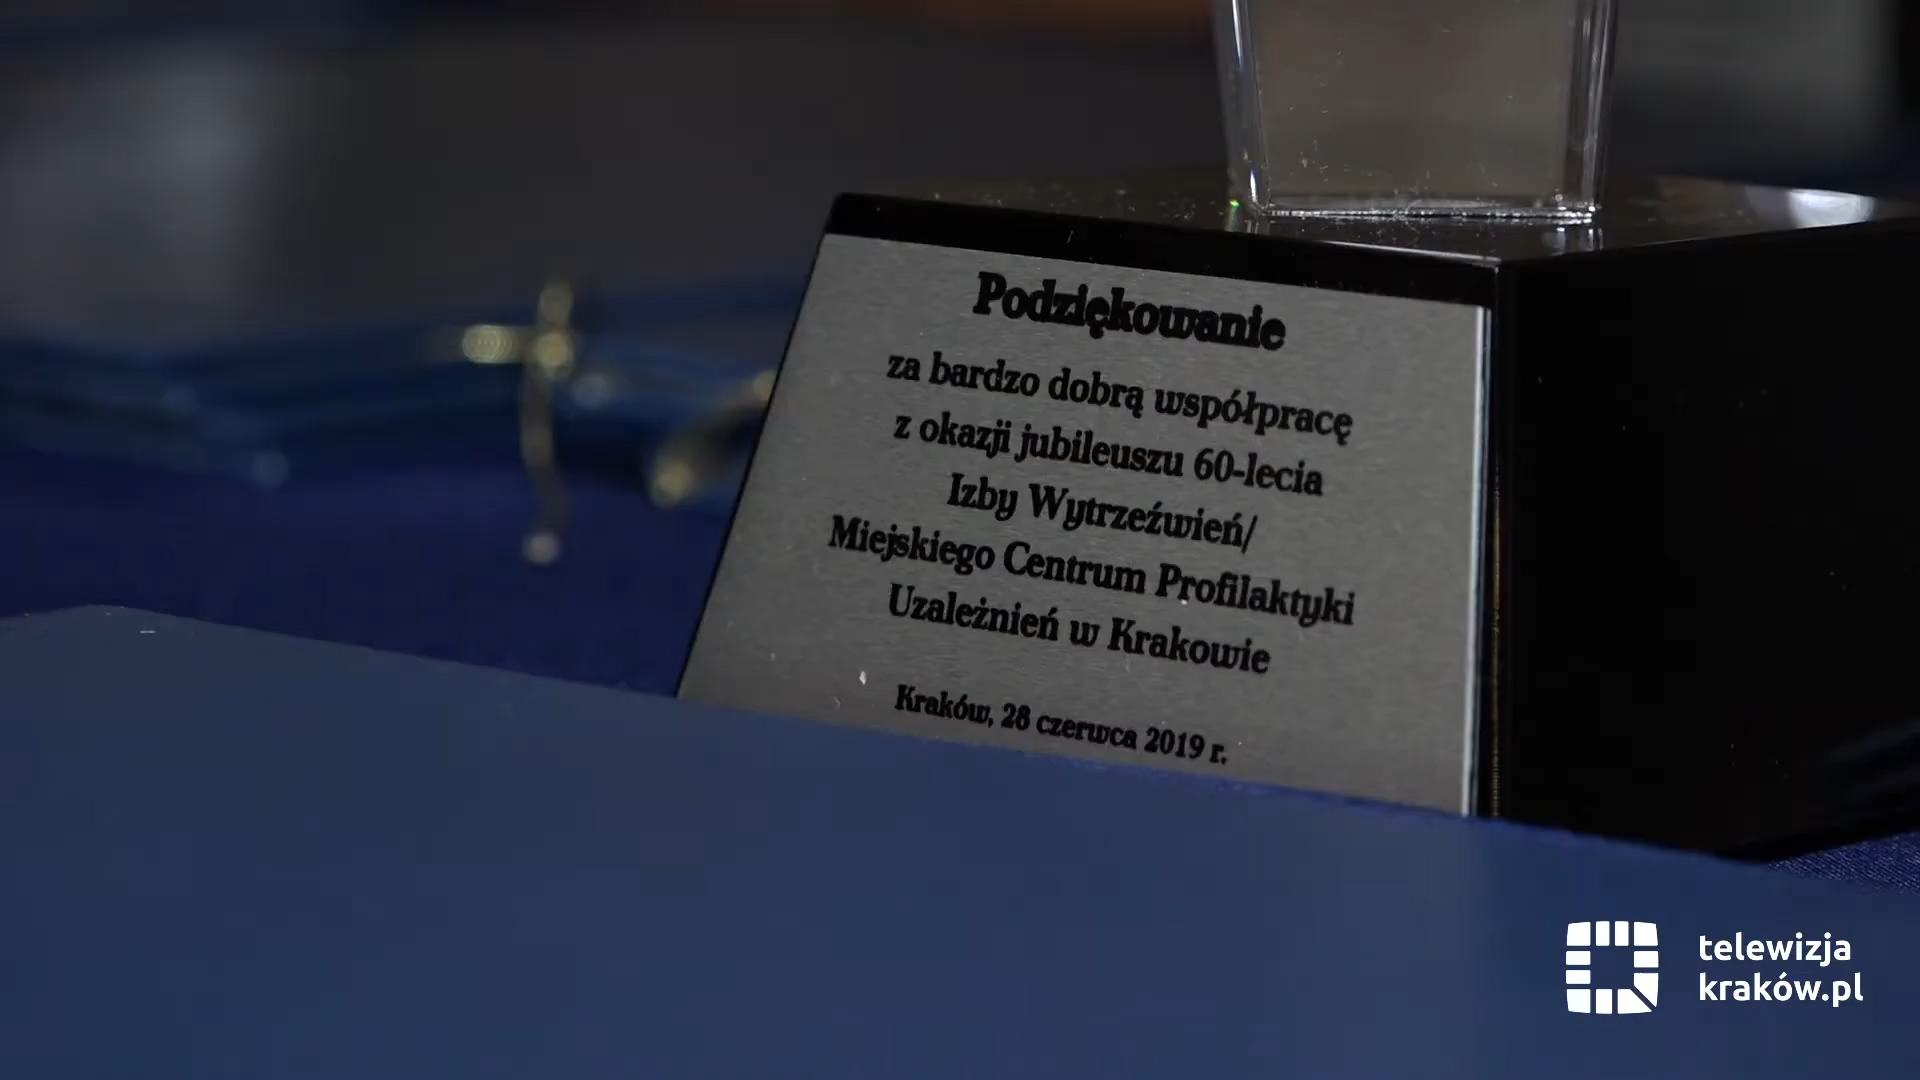 Podziękowanie
za bardzo dobrą współpracę
z okazji jubileuszu 60-lecia
Izby Wytrzeźwień/
Miejskiego Centrum Profilaktyki
Uzależnień w Krakowie
Kraków, 28 czerwca 2019 r.
telewizja
kraków.pl